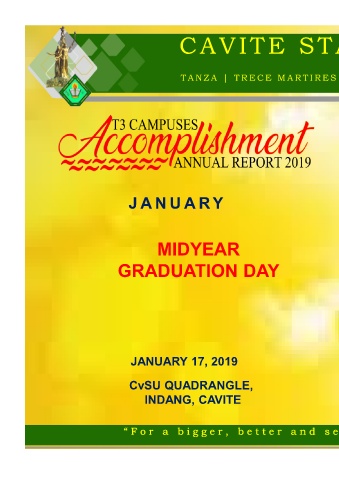 CAVITE STA
TANZA | TRECE MARTIRES
T3 CAMPUSES
Accomplishment
ANNUAL REPORT 2019
JANUARY
MIDYEAR
GRADUATION DAY
JANUARY 17, 2019
CvSU QUADRANGLE,
INDANG, CAVITE
"For a bigger, better and se